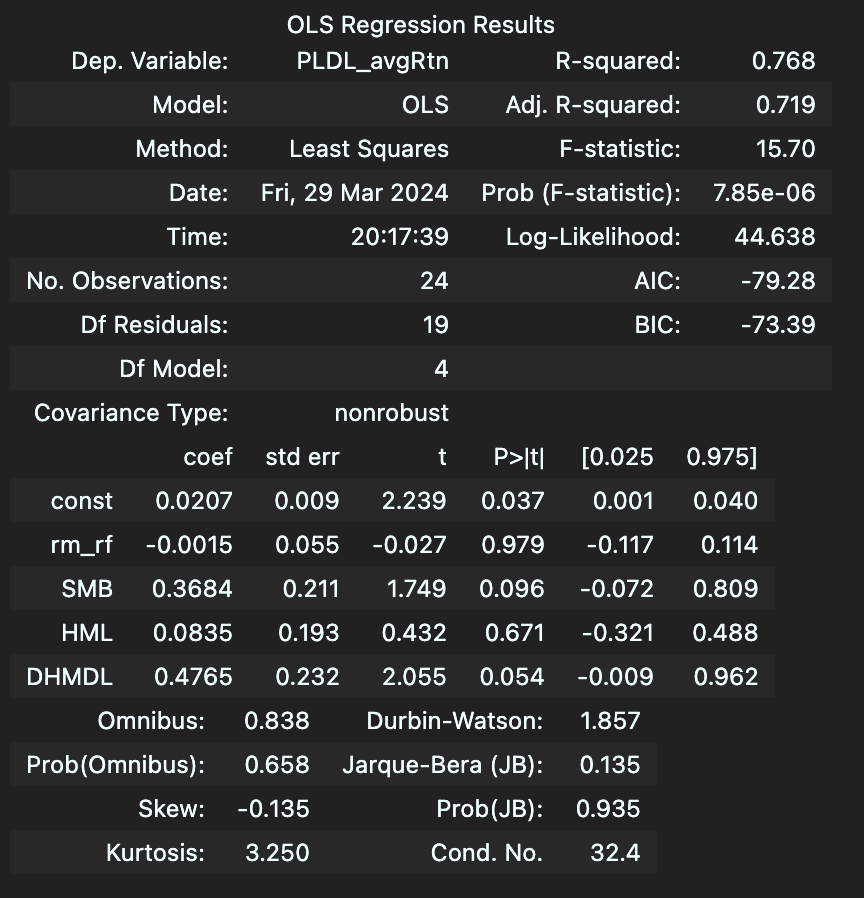 OLS Regression Results
Dep. Variable: PLDL_avgRtn R-squared: 0.768
Model: OLS Adj. R-squared: 0.719
Method: Least Squares F-statistic: 15.70
Date: Fri, 29 Mar 2024 Prob (F-statistic): 7.85e-06
Time: 20:17:39 Log-Likelihood: 44.638
No. Observations: 24 AIC: -79.28
Df Residuals: 19 BIC: -73.39
Df Model: 4
Covariance Type: nonrobust
coef std err t P>|t| [0.025 0.975]
const 0.0207 0.009 2.239 0.037 0.001 0.040
rm_rf -0.0015 0.055 -0.027 0.979 -0.117 0.114
SMB 0.3684 0.211 1.749 0.096 -0.072 0.809
HML 0.0835 0.193 0.432 0.671 -0.321 0.488
DHMDL 0.4765 0.232 2.055 0.054 -0.009 0.962
Omnibus: 0.838 Durbin-Watson: 1.857
Prob(Omnibus): 0.658 Jarque-Bera (JB): 0.135
Skew: -0.135 Prob(JB): 0.935
Kurtosis: 3.250 Cond. No. 32.4